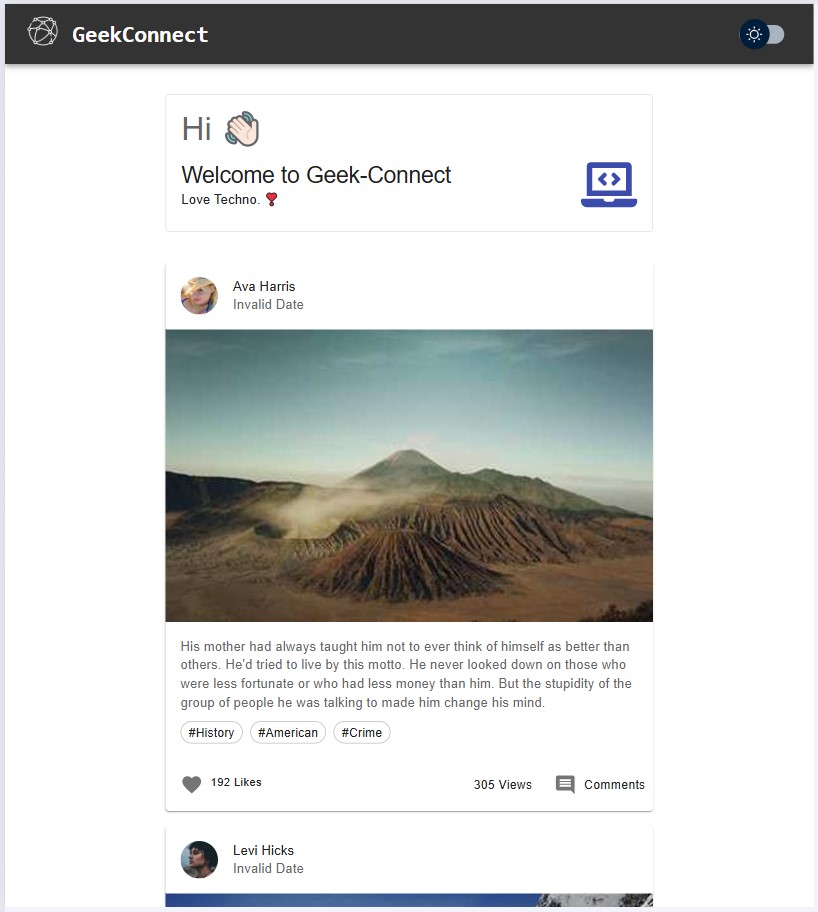 GeekConnect
Hi 👋🏻
Welcome to Geek-Connect
Love Techno. ❣️
Ava Harris
Invalid Date
His mother had always taught him not to ever think of himself as better than
others. He'd tried to live by this motto. He never looked down on those who
were less fortunate or who had less money than him. But the stupidity of the
group of people he was talking to made him change his mind.
#History #American #Crime
192 Likes 305 Views Comments
Levi Hicks
Invalid Date